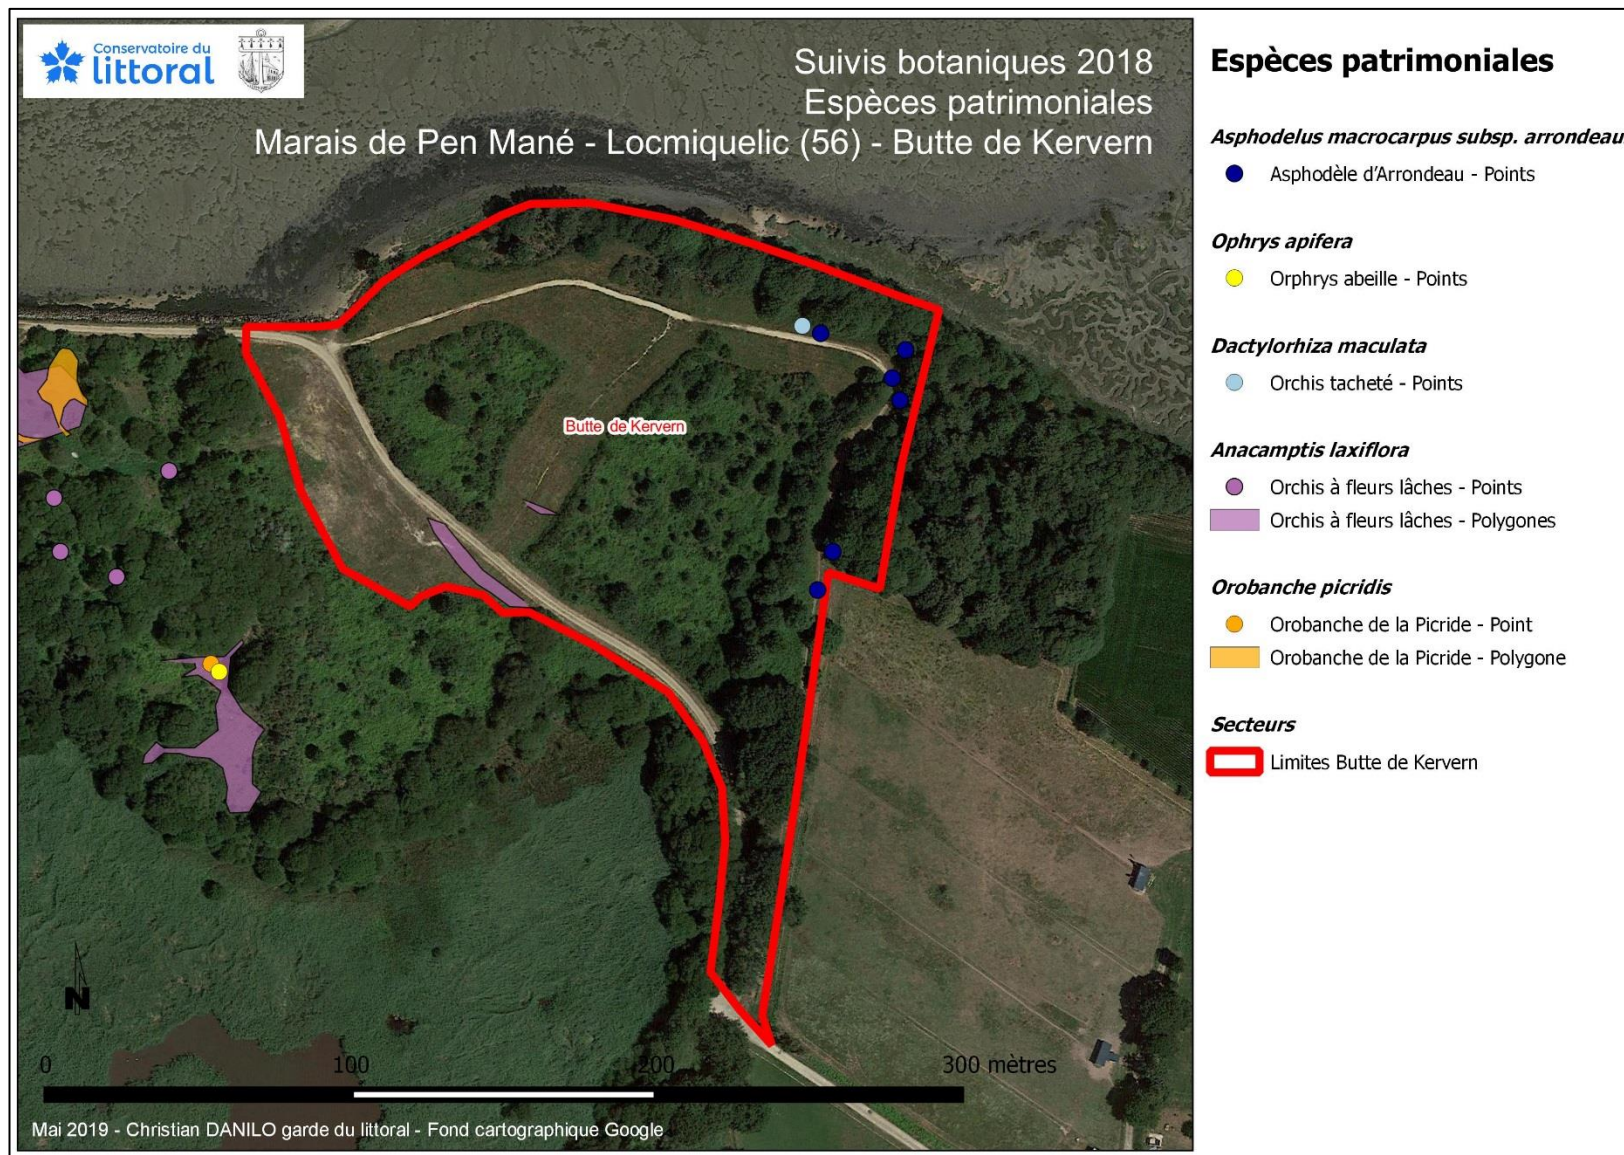 Conservatoire du
littoral
Suivis botaniques 2018
Espèces patrimoniales
Marais de Pen Mané - Locmiquelic (56) - Butte de Kervern
Butte de Kervern
N
0 100 200 300 mètres
Mai 2019 - Christian DANILO garde du littoral - Fond cartographique Google
Espèces patrimoniales
Asphodelus macrocarpus subsp. arrondeau
Asphodèle d'Arrondeau - Points
Ophrys apifera
Orphrys abeille - Points
Dactylorhiza maculata
Orchis tacheté - Points
Anacamptis laxiflora
Orchis à fleurs lâches - Points
Orchis à fleurs lâches - Polygones
Orobanche picridis
Orobanche de la Picride - Point
Orobanche de la Picride - Polygone
Secteurs
Limites Butte de Kervern